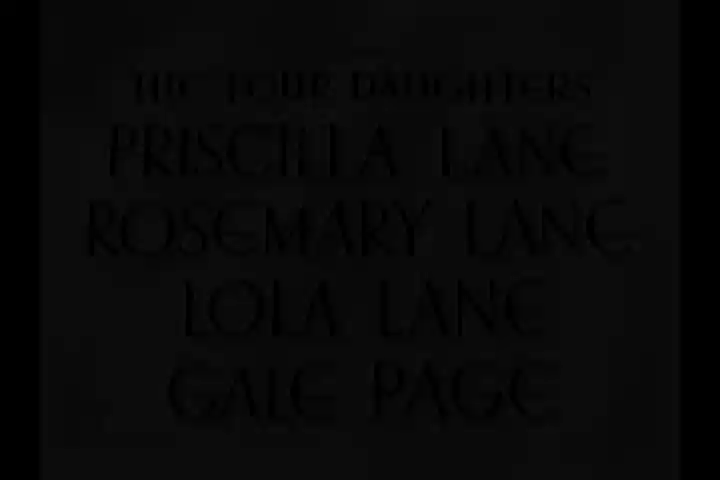 THE FOUR DAUGHTERS
PRISCILLA LANE
ROSEMARY LANE
LOLA LANE
GALE PAGE